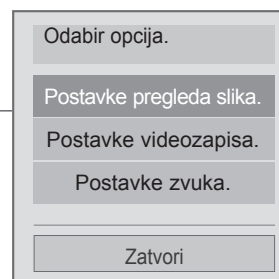 Odabir opcija.
Postavke pregleda slika.
Postavke videozapisa.
Postavke zvuka.
Zatvori